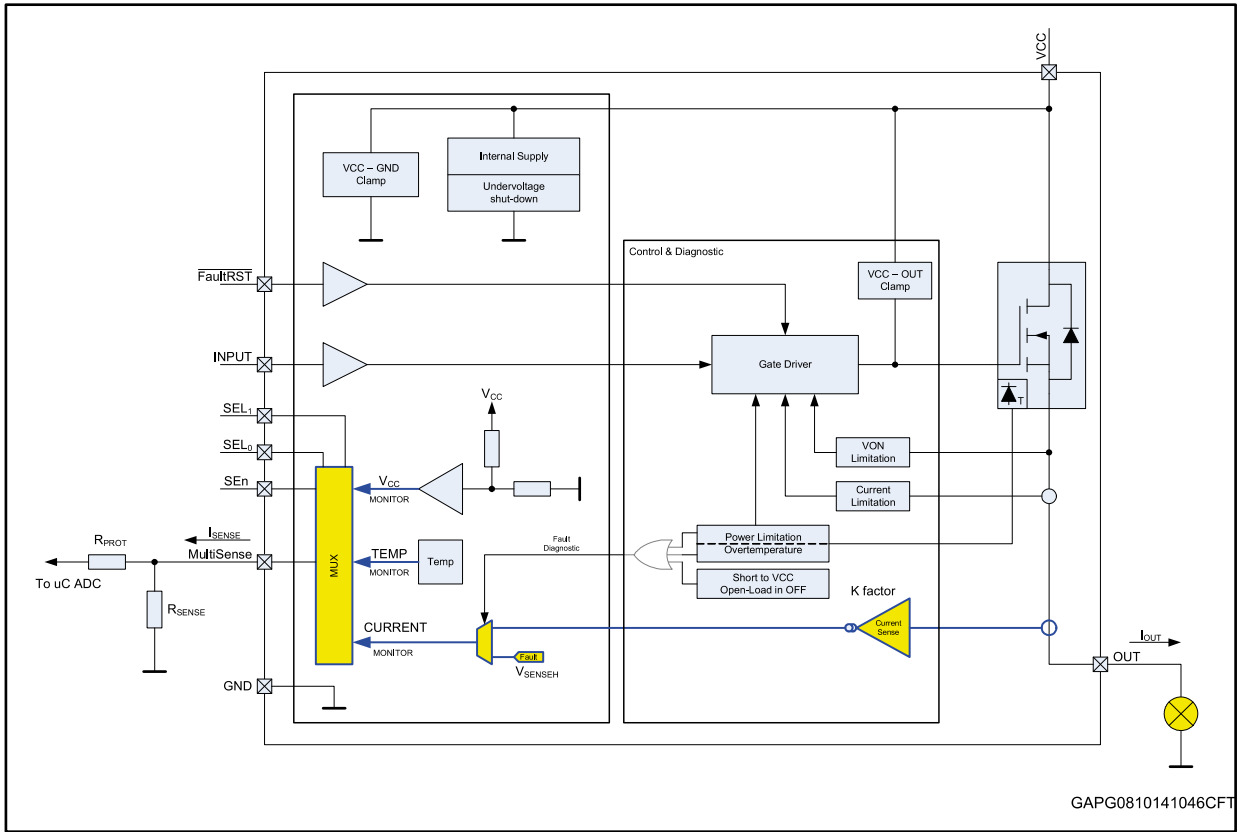 VCC
VCC – GND
Clamp
Internal Supply
Undervoltage
shut-down
Control & Diagnostic
FaultRST
VCC – OUT
Clamp
INPUT
Gate Driver
T
SEL1
VCC
SEL0
VON
Limitation
SEn
VCC
MONITOR
Current
Limitation
ISENSE
RPROT
MultiSense
MUX
TEMP
MONITOR
Temp
Fault
Diagnostic
Power Limitation
Overtemperature
To uC ADC
RSENSE
Short to VCC
Open-Load in OFF
K factor
CURRENT
MONITOR
Current
Sense
Fault
VSENSEH
IOUT
OUT
GND
GAPG0810141046CFT